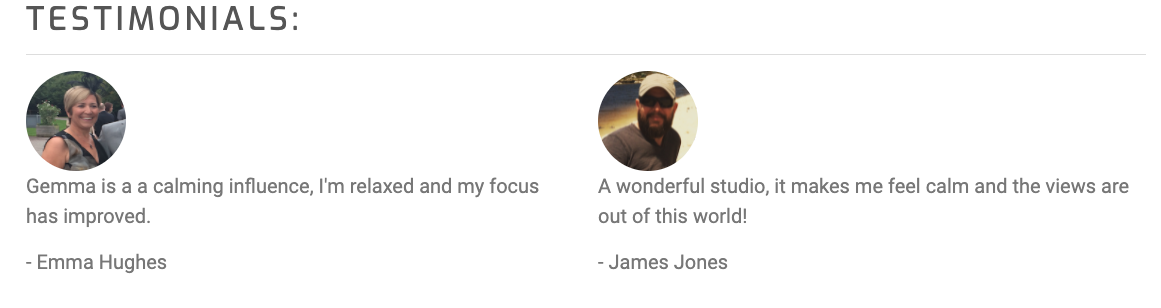 TESTIMONIALS:
Gemma is a a calming influence, I'm relaxed and my focus
has improved.
- Emma Hughes
A wonderful studio, it makes me feel calm and the views are
out of this world!
- James Jones